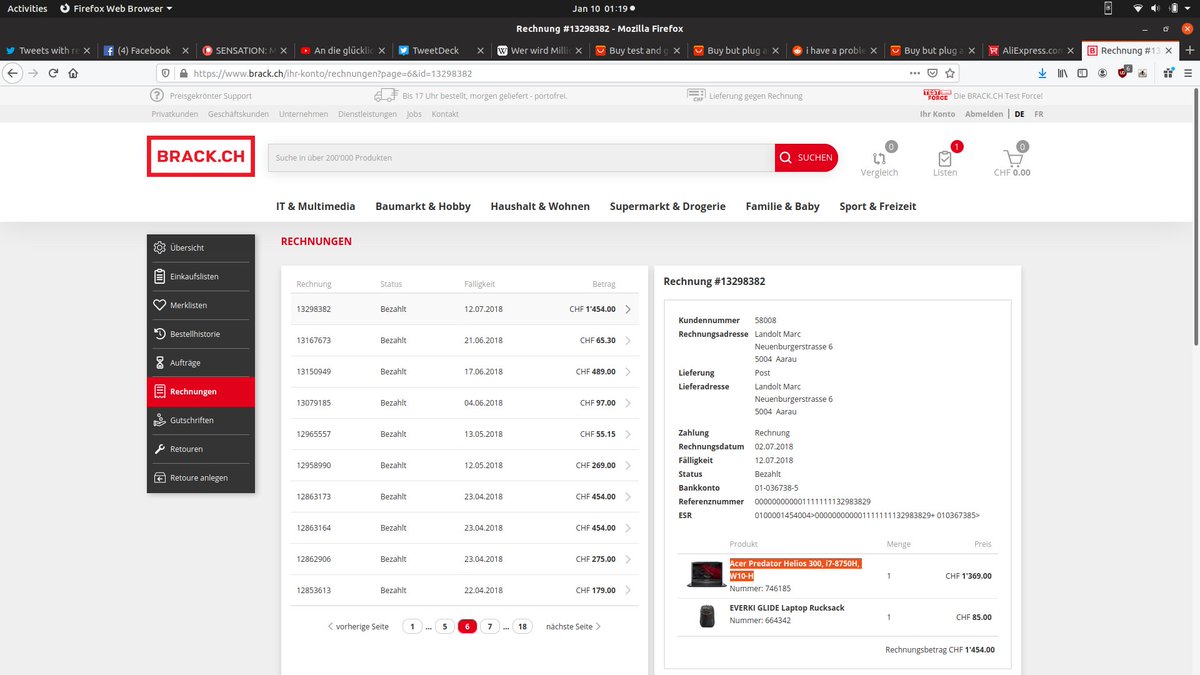 Activities
Firefox Web Browser
Jan 10 01:19
Rechnung #13298382 - Mozilla Firefox
Tweets with re
(4) Facebook
SENSATION: M
An die glücklic
TweetDeck
Wer wird Milli
Buy test and g
Buy but plug a
i have a proble
Buy but plug a
AliExpress.com
Rechnung #13
https://www.brack.ch/ihr-konto/rechnungen?page=6&id=13298382
Preisgekrönter Support
Bis 17 Uhr bestellt, morgen geliefert - portofrei.
Lieferung gegen Rechnung
TEST FORCE
Die BRACK.CH Test Force!
Privatkunden Geschäftskunden Unternehmen Dienstleistungen Jobs Kontakt
Ihr Konto Abmelden | DE FR
BRACK.CH
Suche in über 200'000 Produkten
SUCHEN
0
Vergleich
1
Listen
0
CHF 0.00
IT & Multimedia Baumarkt & Hobby Haushalt & Wohnen Supermarkt & Drogerie Familie & Baby Sport & Freizeit
Übersicht
Einkaufslisten
Merklisten
Bestellhistorie
Aufträge
Rechnungen
Gutschriften
Retouren
Retoure anlegen
RECHNUNGEN
Rechnung Status Fälligkeit Betrag
13298382 Bezahlt 12.07.2018 CHF 1'454.00
13167673 Bezahlt 21.06.2018 CHF 65.30
13150949 Bezahlt 17.06.2018 CHF 489.00
13079185 Bezahlt 04.06.2018 CHF 97.00
12965557 Bezahlt 13.05.2018 CHF 55.15
12958990 Bezahlt 12.05.2018 CHF 269.00
12863173 Bezahlt 23.04.2018 CHF 454.00
12863164 Bezahlt 23.04.2018 CHF 454.00
12862906 Bezahlt 23.04.2018 CHF 275.00
12853613 Bezahlt 22.04.2018 CHF 179.00
vorherige Seite 1 ... 5 6 7 ... 18 nächste Seite
Rechnung #13298382
Kundennummer 58008
Rechnungsadresse Landolt Marc
Neuenburgerstrasse 6
5004 Aarau
Lieferung Post
Lieferadresse Landolt Marc
Neuenburgerstrasse 6
5004 Aarau
Zahlung Rechnung
Rechnungsdatum 02.07.2018
Fälligkeit 12.07.2018
Status Bezahlt
Bankkonto 01-036738-5
Referenznummer
ESR
Produkt Menge Preis
Acer Predator Helios 300, i7-8750H,
W10-H
1 CHF 1'369.00
Nummer: 746185
EVERKI GLIDE Laptop Rucksack
1 CHF 85.00
Nummer: 664342
Rechnungsbetrag CHF 1'454.00